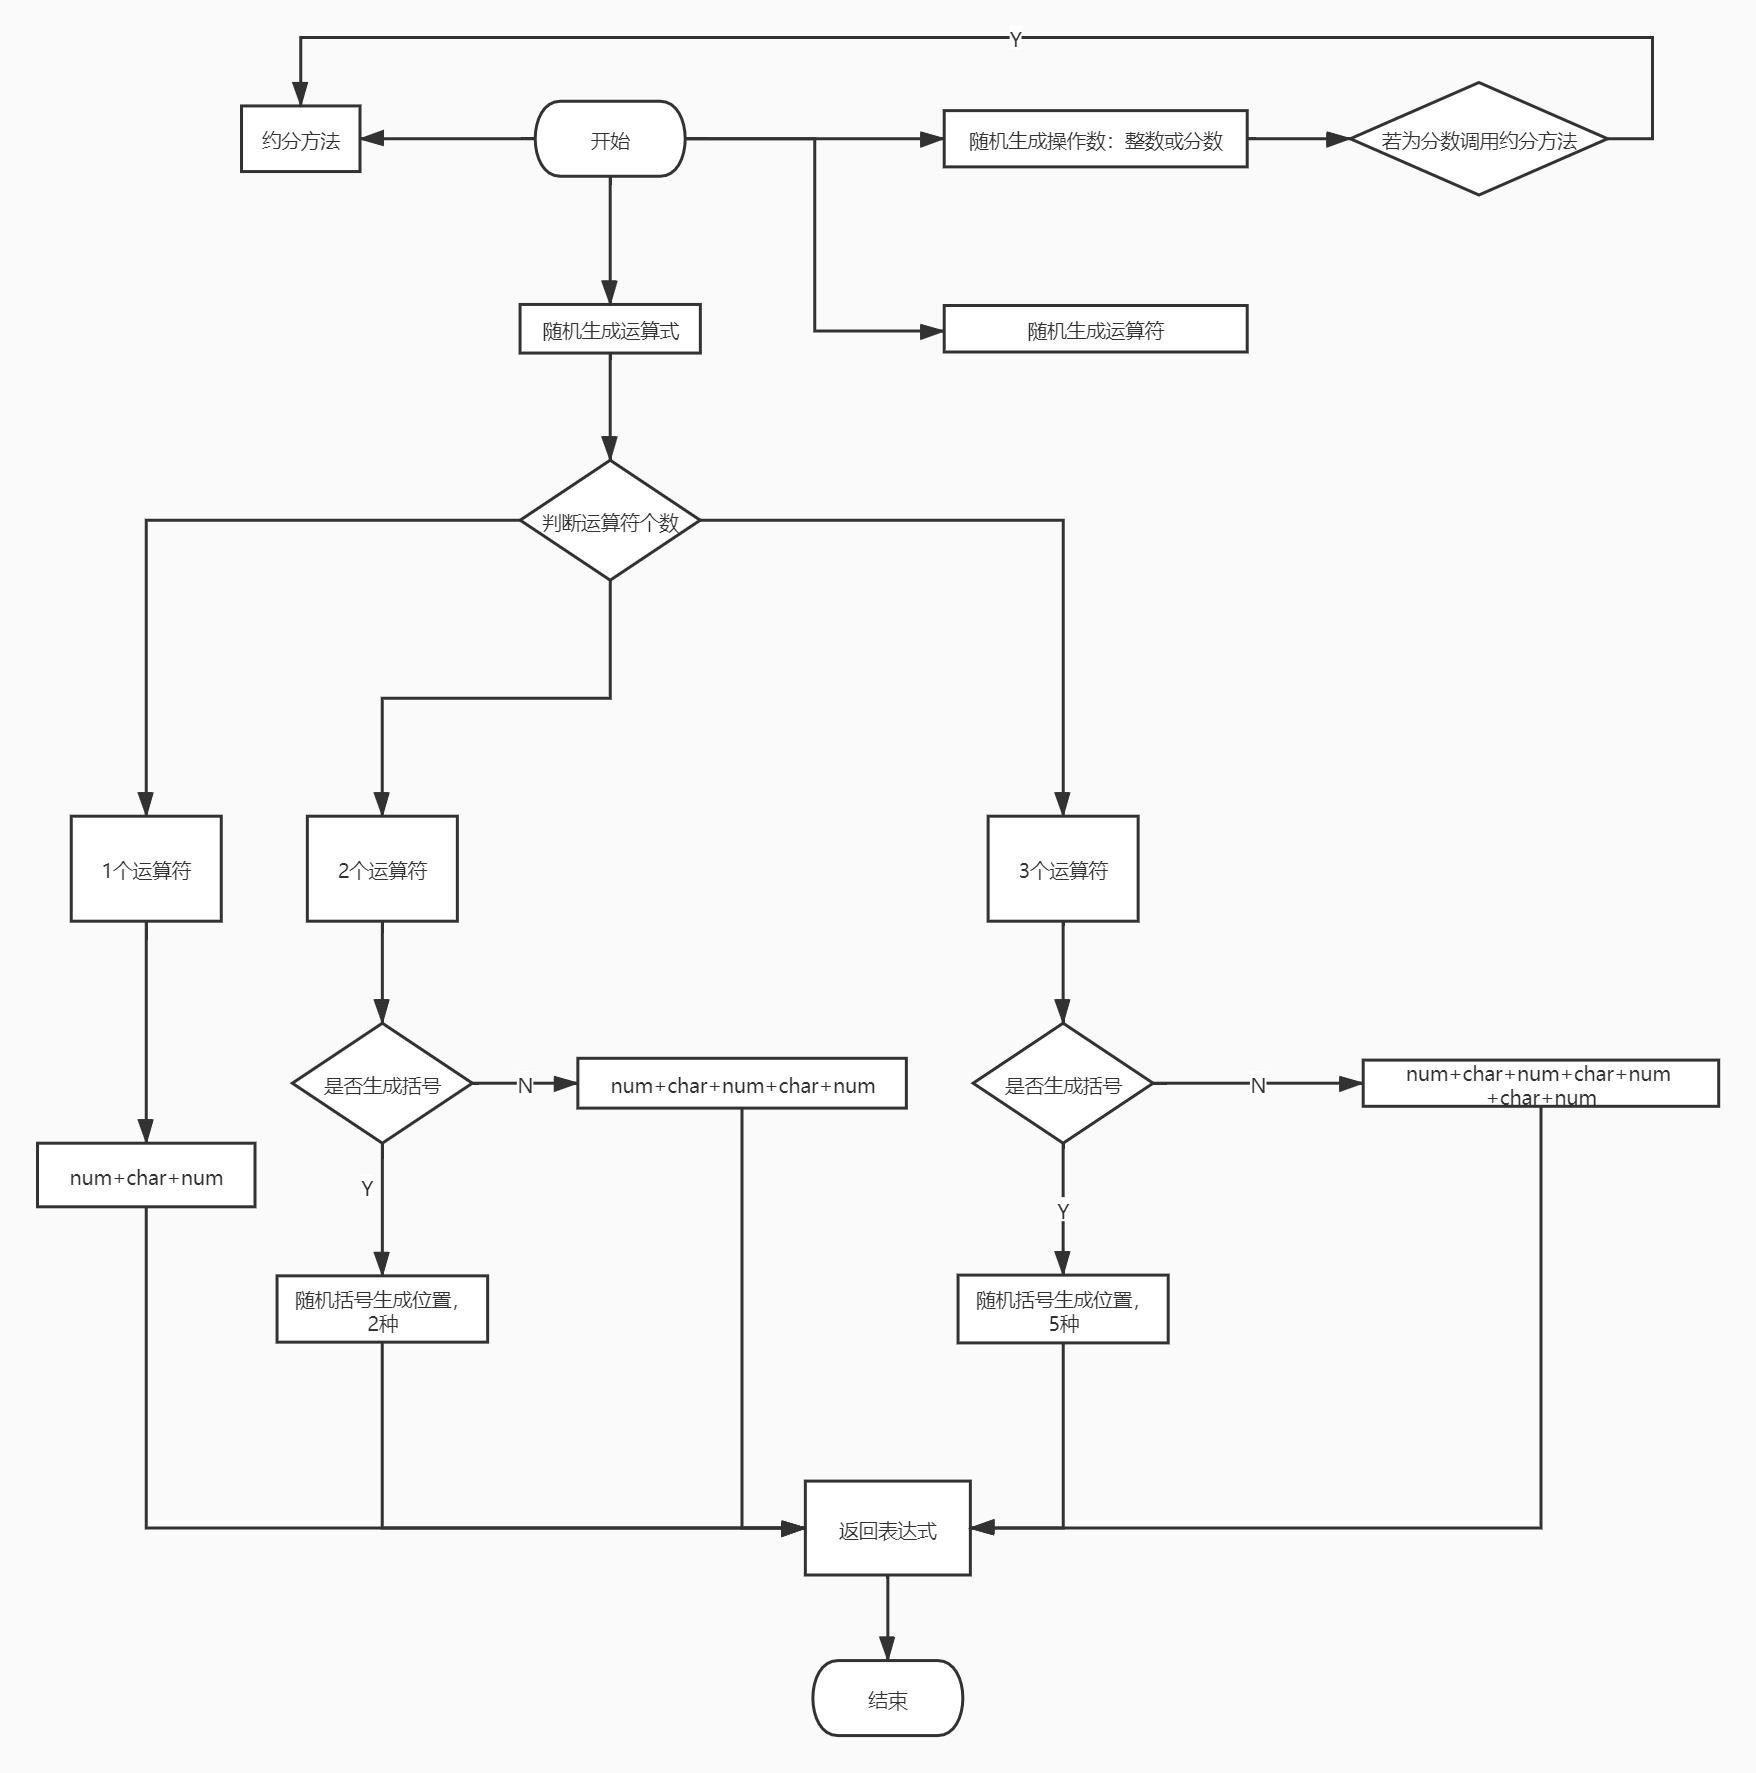 Y
约分方法
开始
随机生成操作数：整数或分数
若为分数调用约分方法
随机生成运算式
随机生成运算符
判断运算符个数
1个运算符
2个运算符
3个运算符
是否生成括号
N
num+char+num+char+num
是否生成括号
N
num+char+num+char+num
+char+num
num+char+num
Y
Y
随机括号生成位置，
2种
随机括号生成位置，
5种
返回表达式
结束